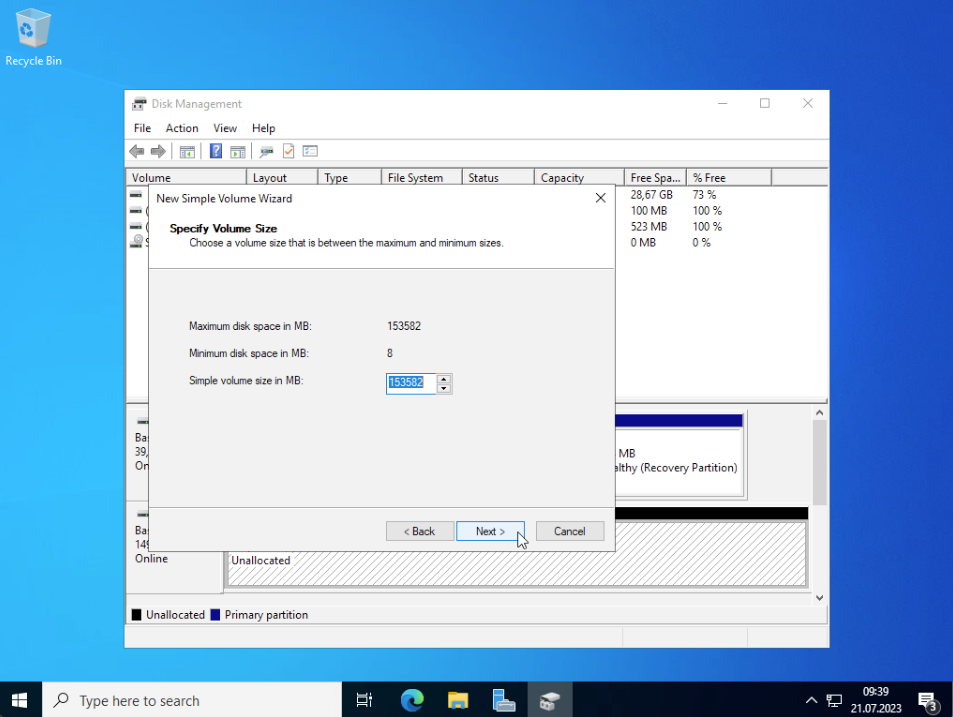 Recycle Bin
Disk Management
File Action View Help
Volume Layout Type File System Status Capacity Free Spa... % Free
28,67 GB 73 %
100 MB 100 %
523 MB 100 %
0 MB 0 %
New Simple Volume Wizard
Specify Volume Size
Choose a volume size that is between the maximum and minimum sizes.
Maximum disk space in MB: 153582
Minimum disk space in MB: 8
Simple volume size in MB: 153582
< Back Next > Cancel
Ba
39,
On
MB
althy (Recovery Partition)
Ba
149
Online
Unallocated
Unallocated Primary partition
Type here to search
09:39
21.07.2023
3